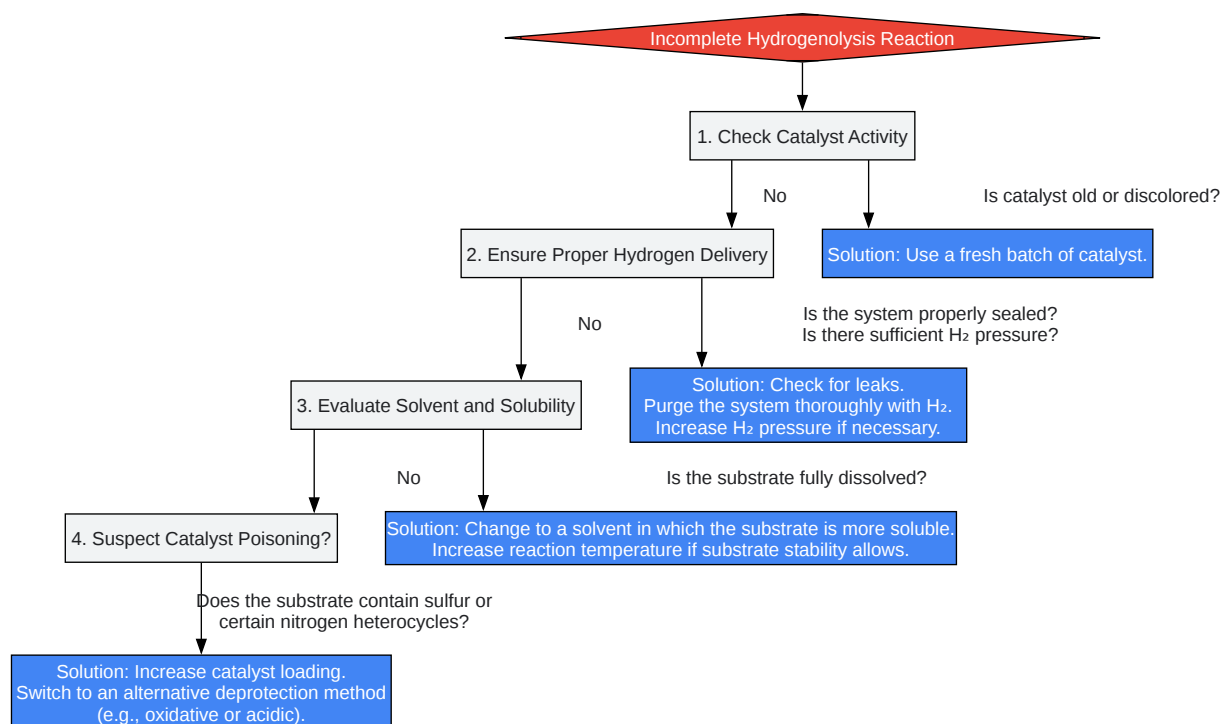 Incomplete Hydrogenolysis Reaction
1. Check Catalyst Activity
No
Is catalyst old or discolored?
2. Ensure Proper Hydrogen Delivery
Solution: Use a fresh batch of catalyst.
No
Is the system properly sealed?
Is there sufficient H₂ pressure?
3. Evaluate Solvent and Solubility
Solution: Check for leaks.
Purge the system thoroughly with H₂.
Increase H₂ pressure if necessary.
No
Is the substrate fully dissolved?
4. Suspect Catalyst Poisoning?
Solution: Change to a solvent in which the substrate is more soluble.
Increase reaction temperature if substrate stability allows.
Does the substrate contain sulfur or
certain nitrogen heterocycles?
Solution: Increase catalyst loading.
Switch to an alternative deprotection method
(e.g., oxidative or acidic).